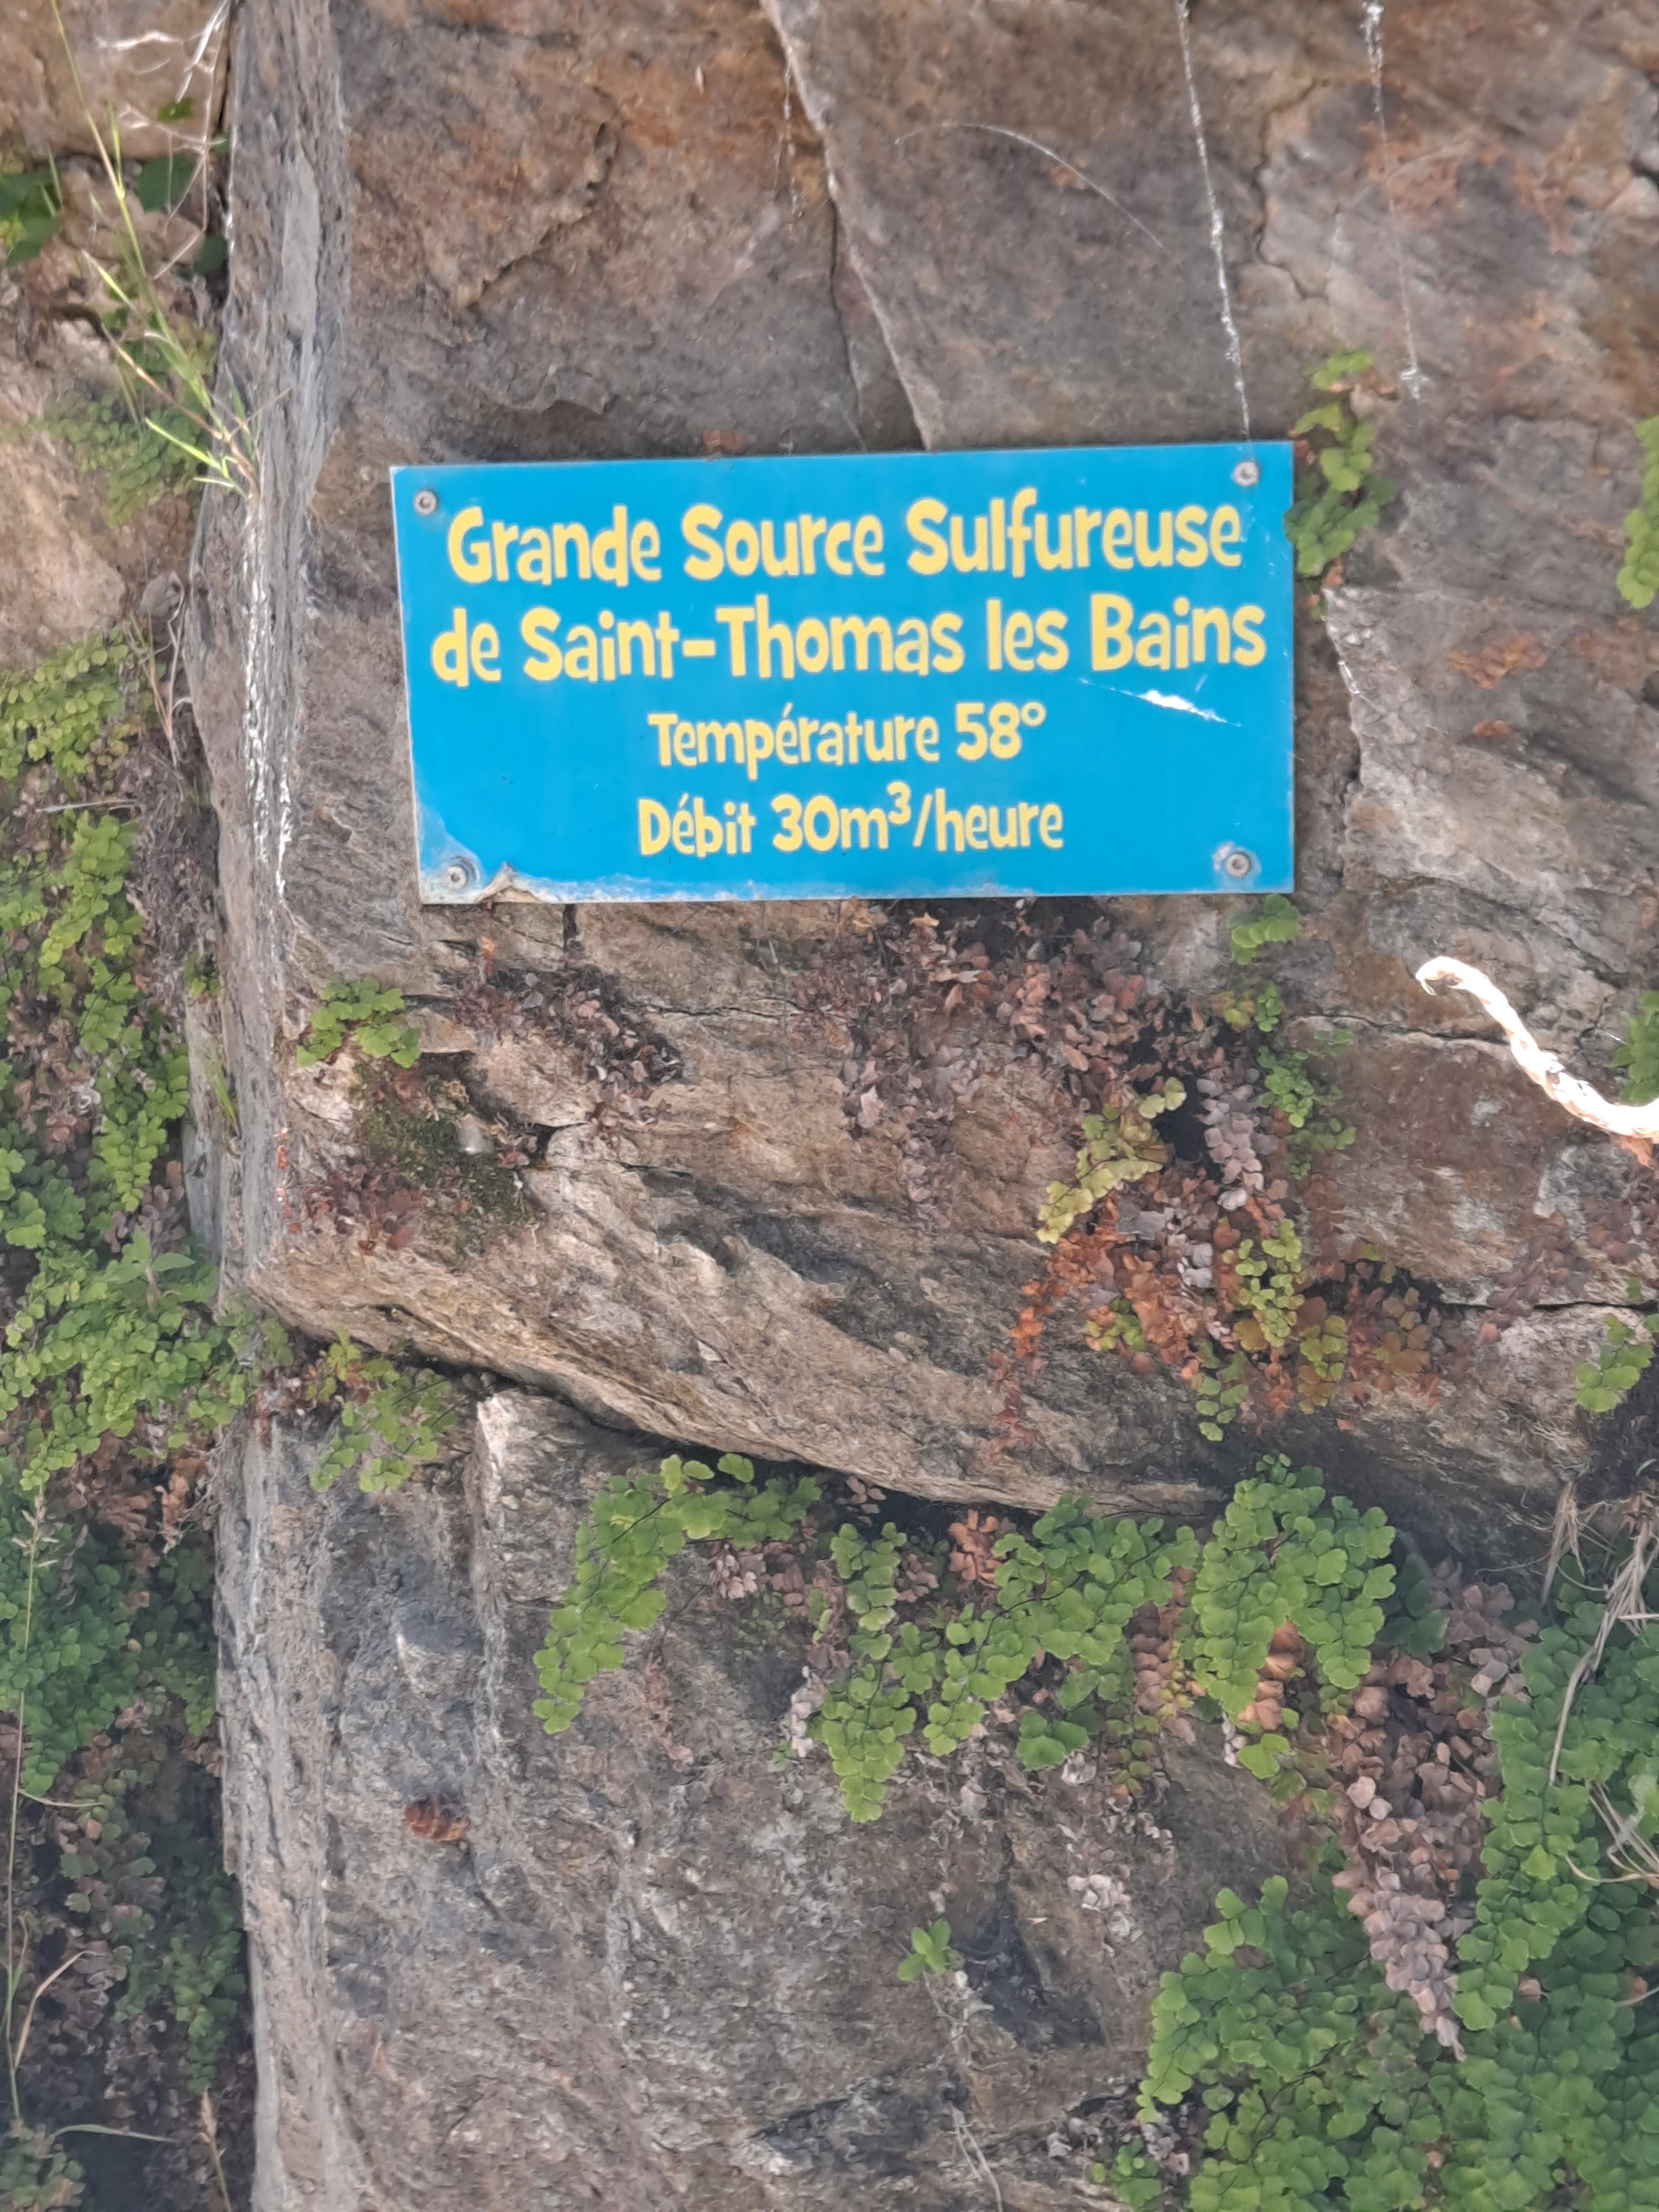 Grande Source Sulfureuse
de Saint-Thomas les Bains
Température 58°
Débit 30m³/heure